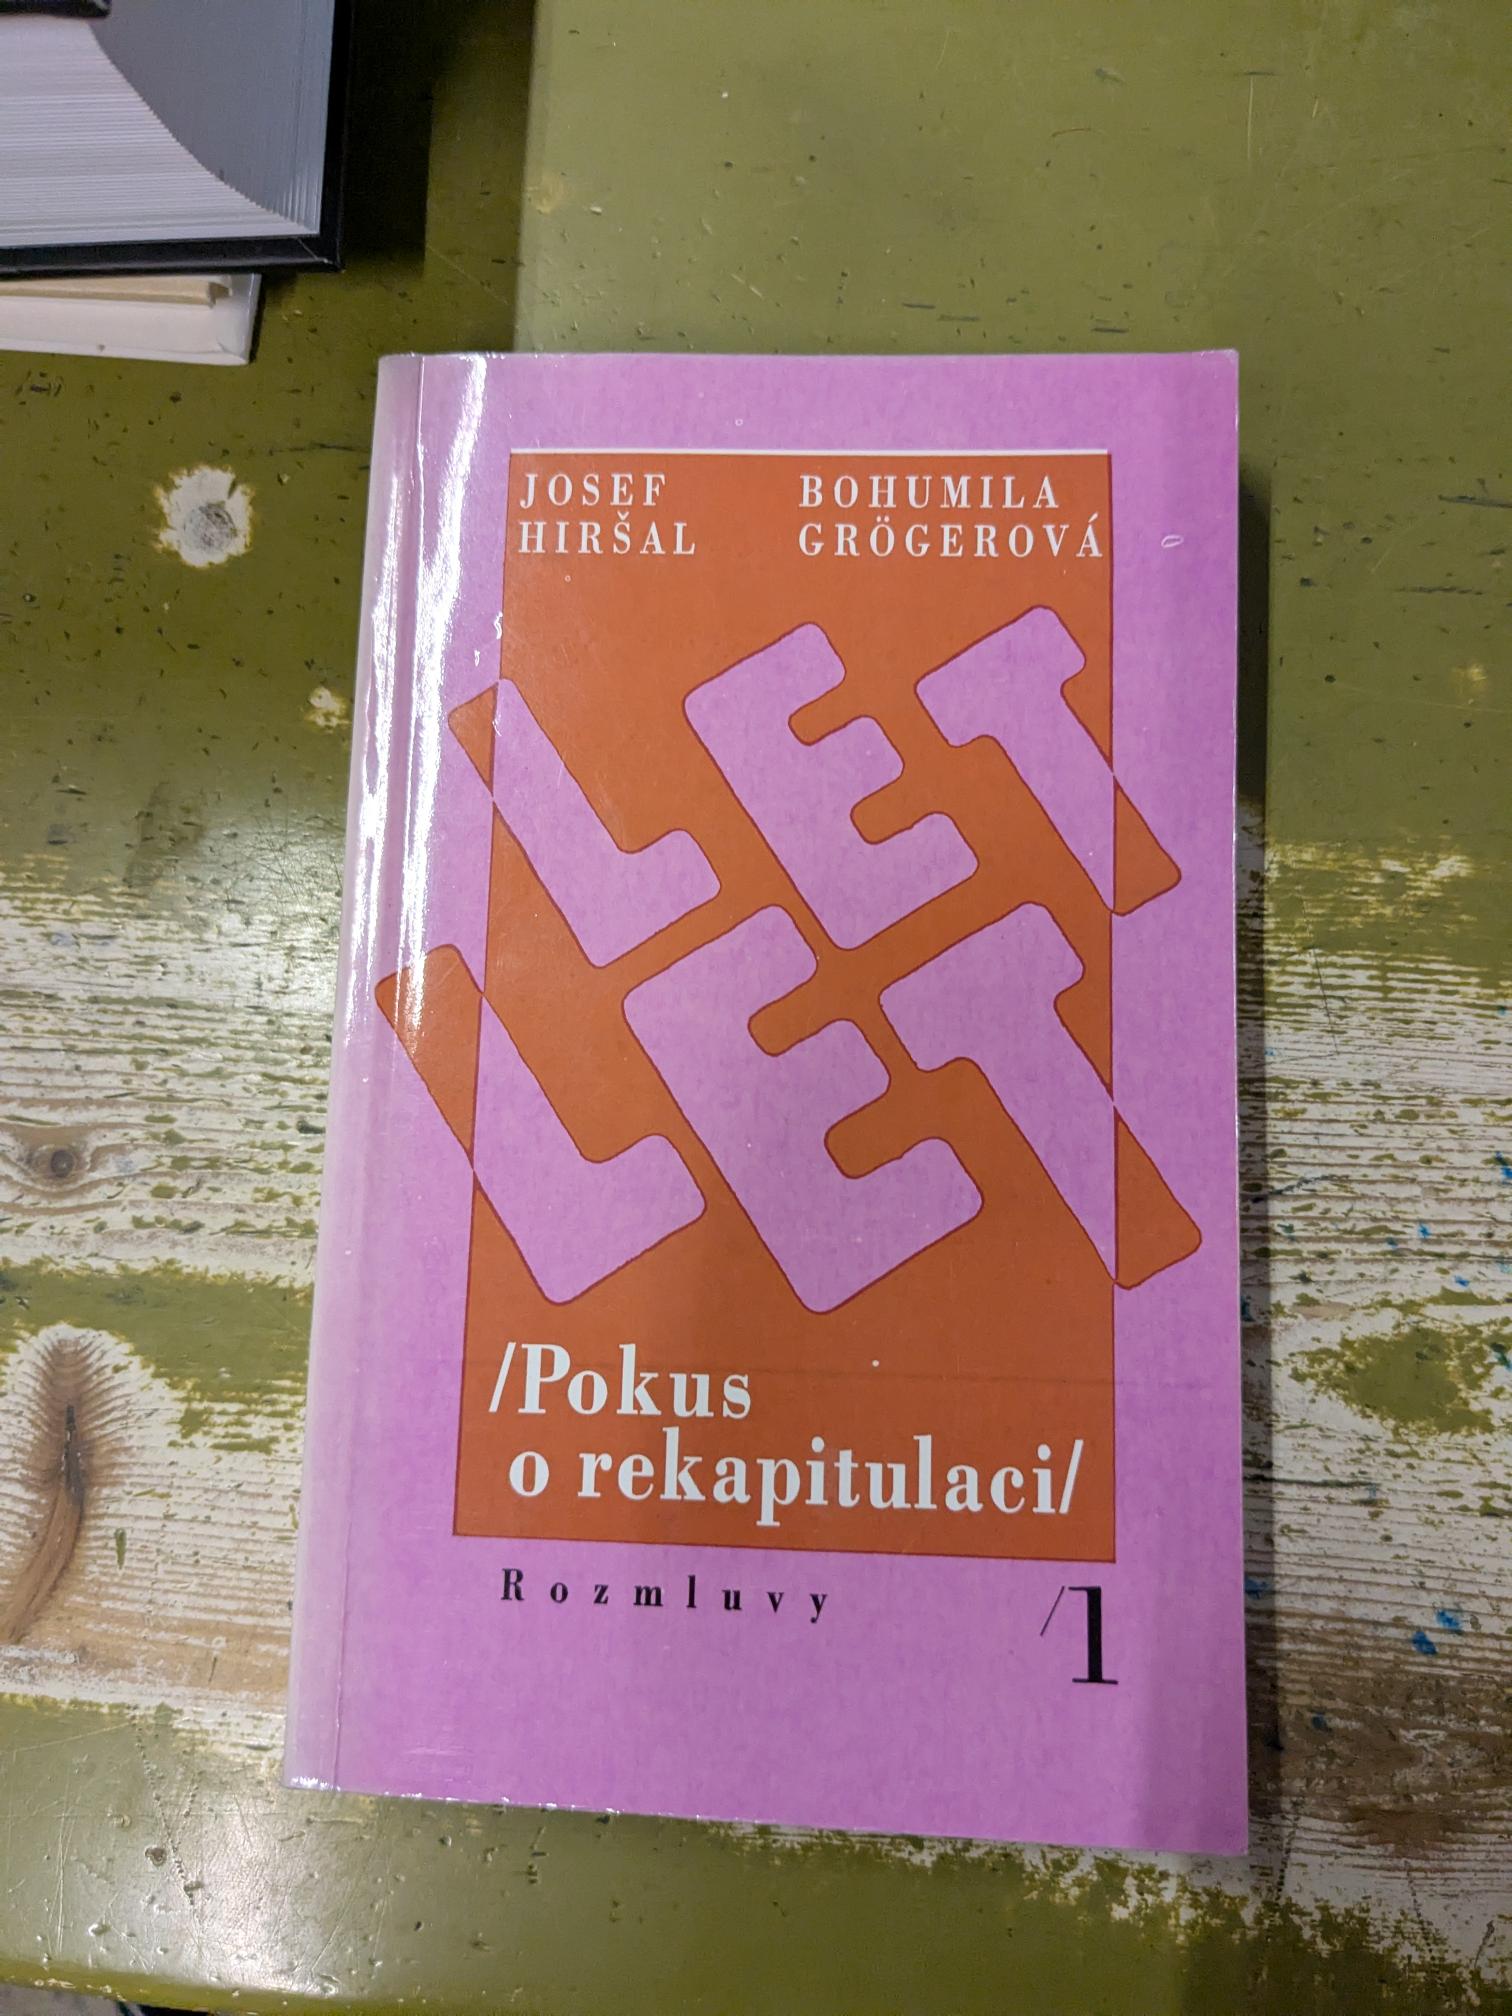 JOSEF
HIRŠAL
BOHUMILA
GRÖGEROVÁ
LET
LET
/Pokus
o rekapitulaci/
Rozmluvy
/1